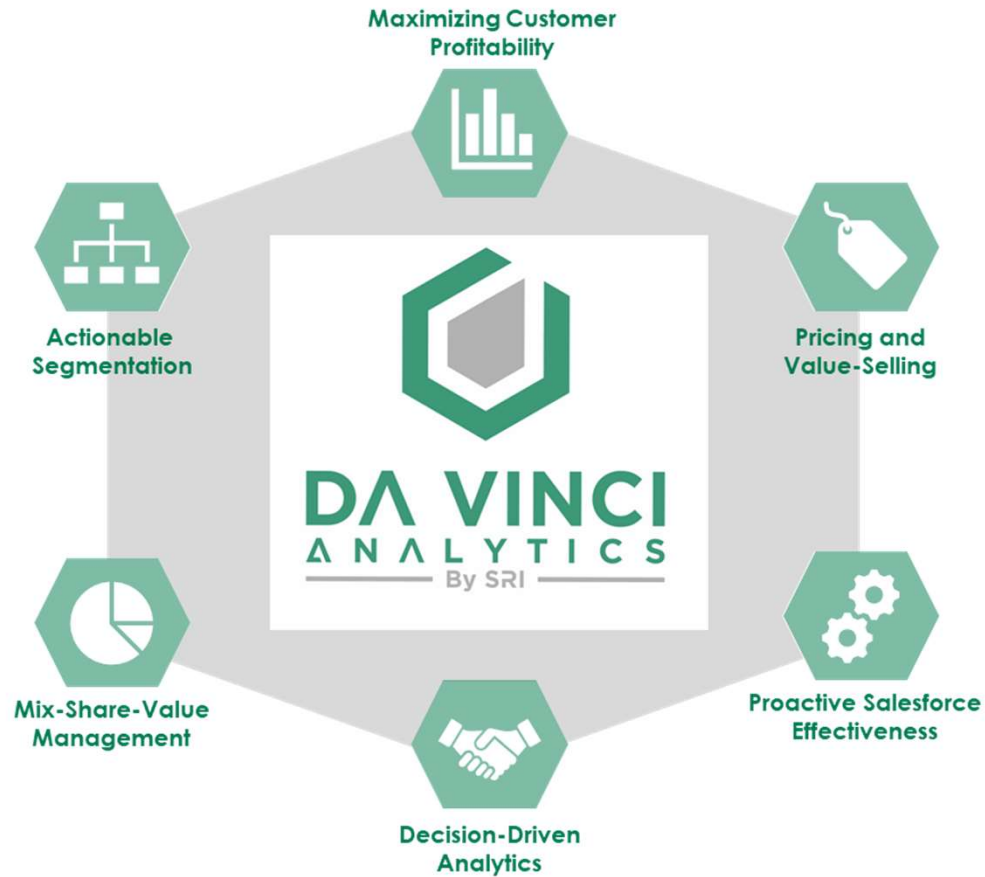 Maximizing Customer
Profitability
Actionable
Segmentation
Pricing and
Value-Selling
DA VINCI
ANALYTICS
By SRI
Mix-Share-Value
Management
Proactive Salesforce
Effectiveness
Decision-Driven
Analytics